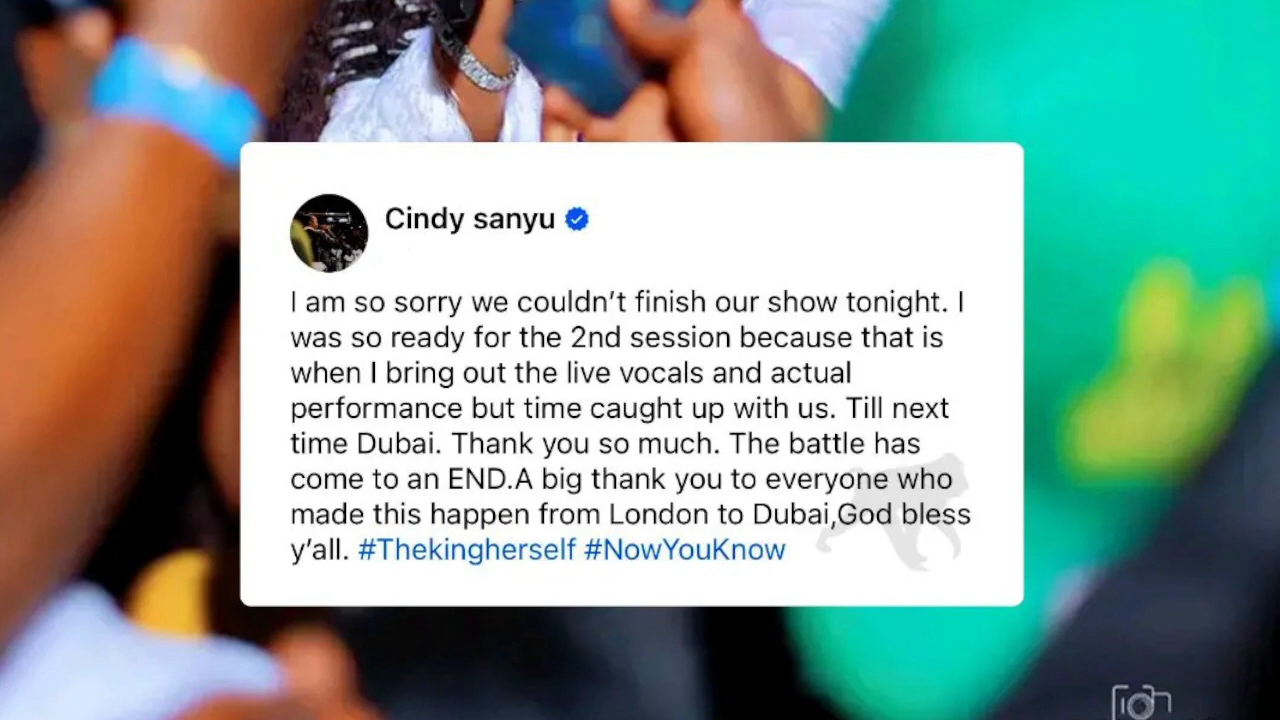 Cindy sanyu
I am so sorry we couldn’t finish our show tonight. I
was so ready for the 2nd session because that is
when I bring out the live vocals and actual
performance but time caught up with us. Till next
time Dubai. Thank you so much. The battle has
come to an END.A big thank you to everyone who
made this happen from London to Dubai,God bless
y’all. #Thekingherself #NowYouKnow